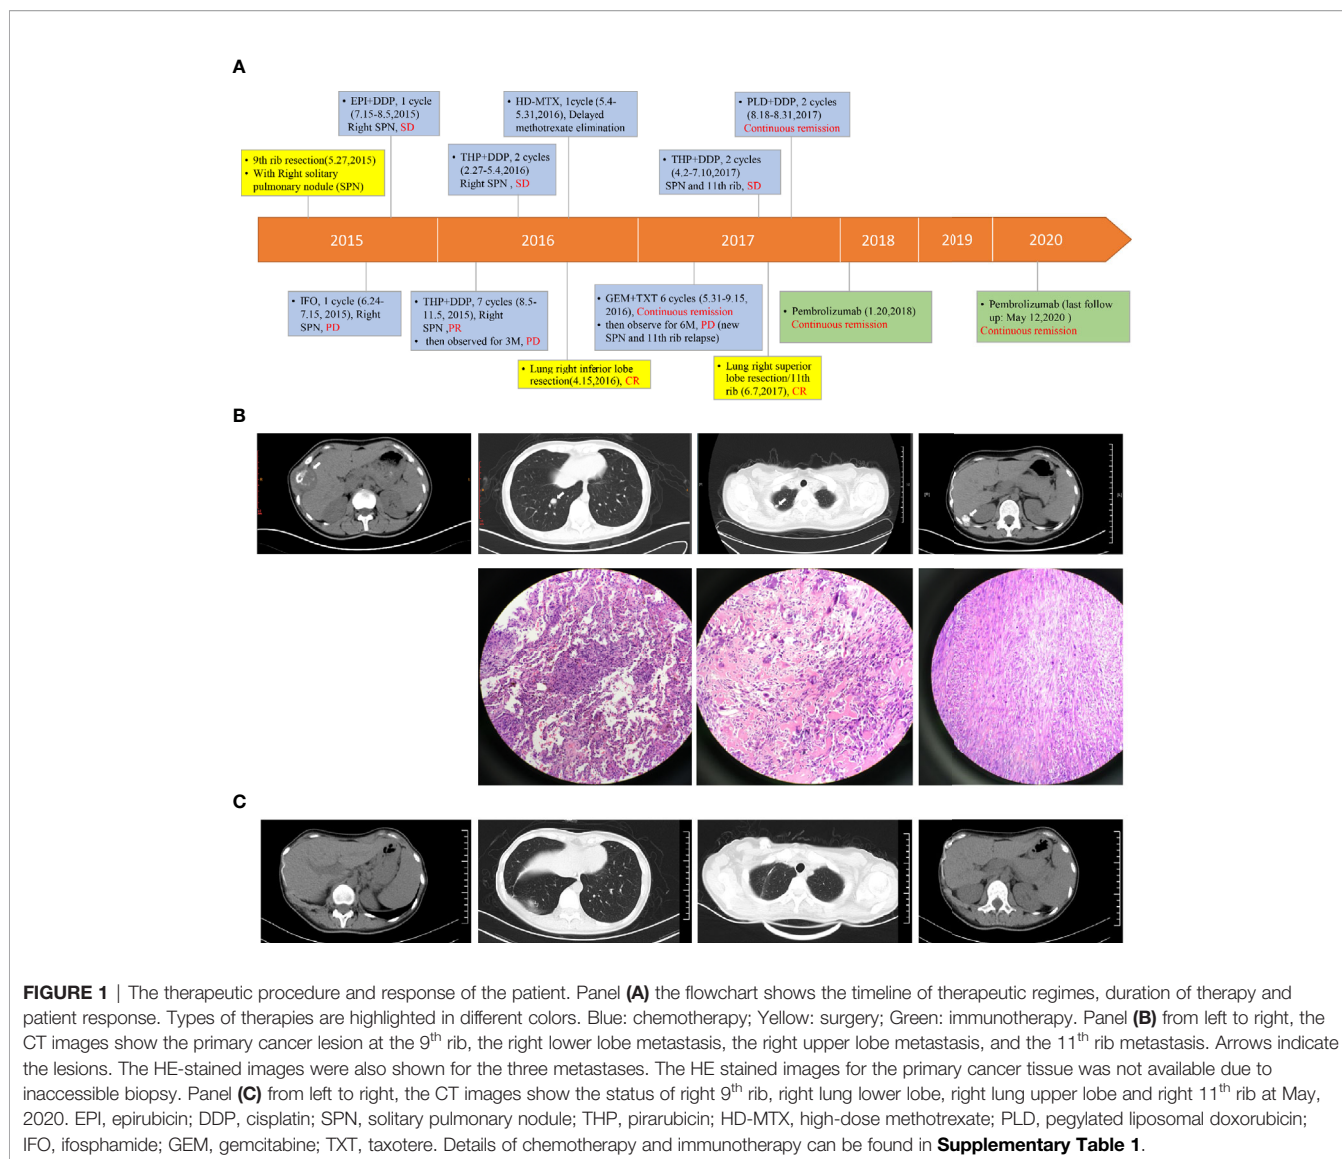 A
• EPI+DDP, 1 cycle
(7.15-8.5,2015)
Right SPN, SD
• HD-MTX, 1cycle (5.4-
5.31,2016), Delayed
methotrexate elimination
• PLD+DDP, 2 cycles
(8.18-8.31,2017)
Continuous remission
• 9th rib resection(5.27,2015)
• With Right solitary
pulmonary nodule (SPN)
• THP+DDP, 2 cycles
(2.27-5.4,2016)
Right SPN , SD
• THP+DDP, 2 cycles
(4.2-7.10,2017)
SPN and 11th rib, SD
2015
2016
2017
2018
2019
2020
• IFO, 1 cycle (6.24-
7.15, 2015), Right
SPN, PD
• THP+DDP, 7 cycles (8.5-
11.5, 2015), Right
SPN ,PR
• then observed for 3M, PD
• GEM+TXT 6 cycles (5.31-9.15,
2016), Continuous remission
• then observe for 6M, PD (new
SPN and 11th rib relapse)
• Pembrolizumab (1.20,2018)
Continuous remission
• Pembrolizumab (last follow
up: May 12,2020 )
Continuous remission
• Lung right inferior lobe
resection(4.15,2016), CR
• Lung right superior
lobe resection/11th
rib (6.7,2017), CR
B
C
FIGURE 1 | The therapeutic procedure and response of the patient. Panel (A) the flowchart shows the timeline of therapeutic regimes, duration of therapy and
patient response. Types of therapies are highlighted in different colors. Blue: chemotherapy; Yellow: surgery; Green: immunotherapy. Panel (B) from left to right, the
CT images show the primary cancer lesion at the 9th rib, the right lower lobe metastasis, the right upper lobe metastasis, and the 11th rib metastasis. Arrows indicate
the lesions. The HE-stained images were also shown for the three metastases. The HE stained images for the primary cancer tissue was not available due to
inaccessible biopsy. Panel (C) from left to right, the CT images show the status of right 9th rib, right lung lower lobe, right lung upper lobe and right 11th rib at May,
2020. EPI, epirubicin; DDP, cisplatin; SPN, solitary pulmonary nodule; THP, pirarubicin; HD-MTX, high-dose methotrexate; PLD, pegylated liposomal doxorubicin;
IFO, ifosphamide; GEM, gemcitabine; TXT, taxotere. Details of chemotherapy and immunotherapy can be found in Supplementary Table 1.